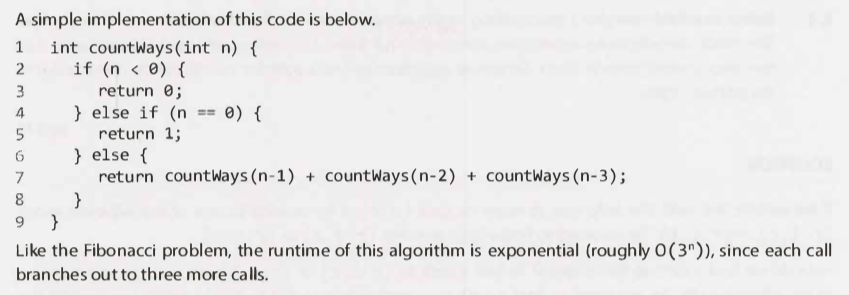 A simple implementation of this code is below.
1 int countWays(int n) {
2 if (n < 0) {
3 return 0;
4 } else if (n == 0) {
5 return 1;
6 } else {
7 return countWays(n-1) + countWays(n-2) + countWays(n-3);
8 }
9 }
Like the Fibonacci problem, the runtime of this algorithm is exponential (roughly O(3ⁿ)), since each call
branches out to three more calls.